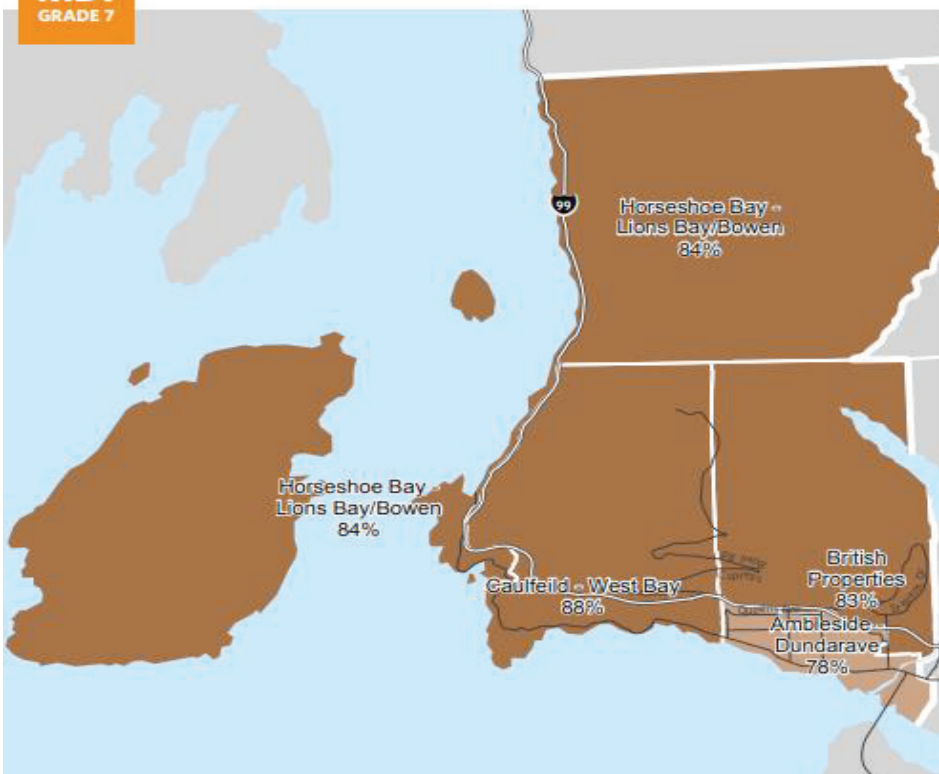 GRADE 7
99
Horseshoe Bay -
Lions Bay/Bowen
84%
Horseshoe Bay -
Lions Bay/Bowen
84%
Caulfeild - West Bay
88%
British
Properties
83%
Ambleside -
Dundarave
78%